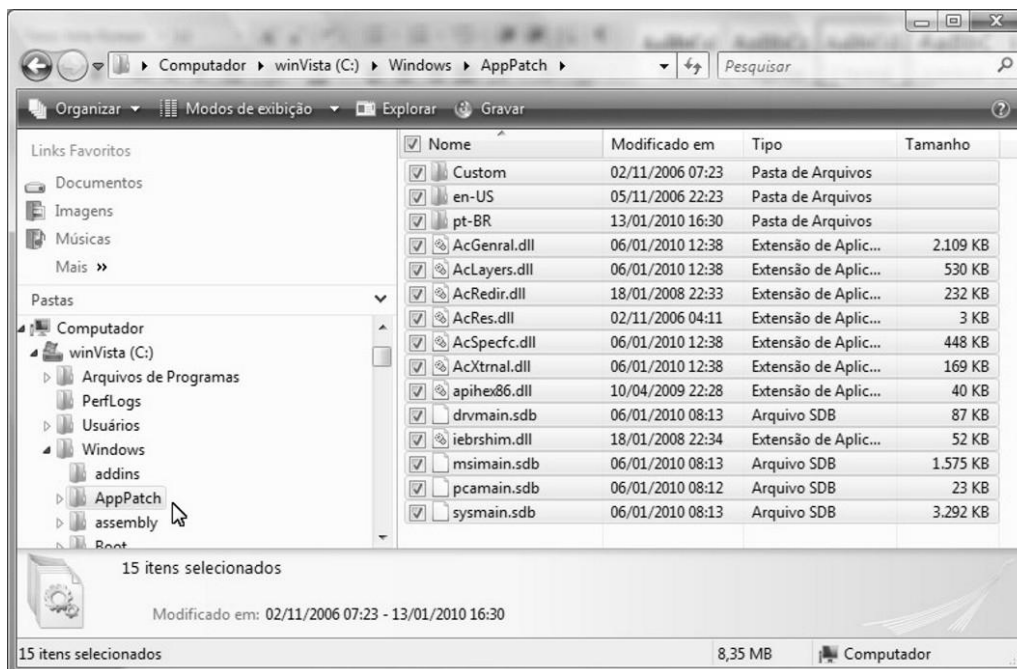 Computador ▸ winVista (C:) ▸ Windows ▸ AppPatch ▸ Pesquisar
Organizar Modos de exibição Explorar Gravar
Links Favoritos
Documentos
Imagens
Músicas
Mais »
Pastas
Computador
winVista (C:)
Arquivos de Programas
PerfLogs
Usuários
Windows
addins
AppPatch
assembly
Boot
Nome Modificado em Tipo Tamanho
Custom 02/11/2006 07:23 Pasta de Arquivos
en-US 05/11/2006 22:23 Pasta de Arquivos
pt-BR 13/01/2010 16:30 Pasta de Arquivos
AcGenral.dll 06/01/2010 12:38 Extensão de Aplic... 2.109 KB
AcLayers.dll 06/01/2010 12:38 Extensão de Aplic... 530 KB
AcRedir.dll 18/01/2008 22:33 Extensão de Aplic... 232 KB
AcRes.dll 02/11/2006 04:11 Extensão de Aplic... 3 KB
AcSpecfc.dll 06/01/2010 12:38 Extensão de Aplic... 448 KB
AcXtrnal.dll 06/01/2010 12:38 Extensão de Aplic... 169 KB
apihex86.dll 10/04/2009 22:28 Extensão de Aplic... 40 KB
drvmain.sdb 06/01/2010 08:13 Arquivo SDB 87 KB
iebrshim.dll 18/01/2008 22:34 Extensão de Aplic... 52 KB
msimain.sdb 06/01/2010 08:13 Arquivo SDB 1.575 KB
pcamain.sdb 06/01/2010 08:12 Arquivo SDB 23 KB
sysmain.sdb 06/01/2010 08:13 Arquivo SDB 3.292 KB
15 itens selecionados
Modificado em: 02/11/2006 07:23 - 13/01/2010 16:30
15 itens selecionados 8,35 MB Computador